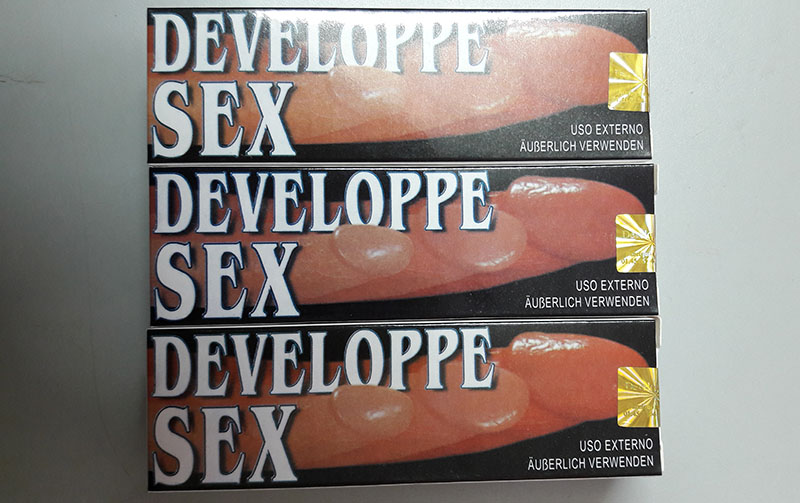 DEVELOPPE
SEX
USO EXTERNO
ÄUßERLICH VERWENDEN
DEVELOPPE
SEX
USO EXTERNO
ÄUßERLICH VERWENDEN
DEVELOPPE
SEX
USO EXTERNO
ÄUßERLICH VERWENDEN